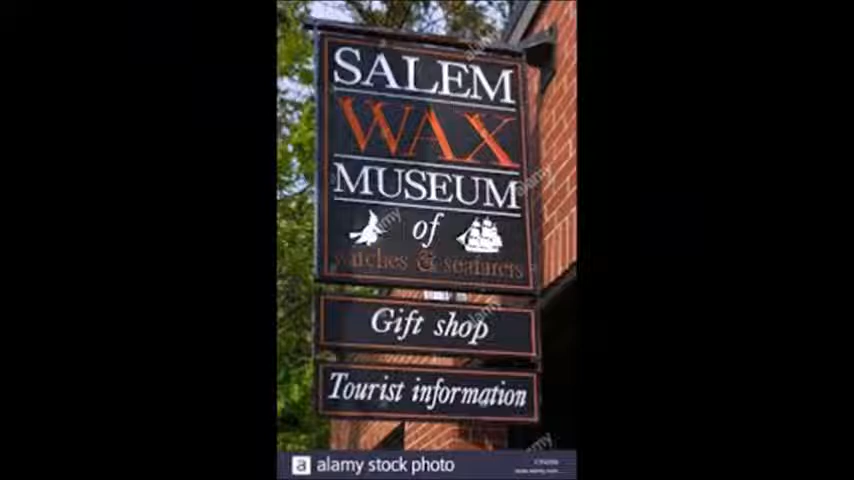 SALEM
WAX
MUSEUM
of
witches & seafarers
Gift shop
Tourist information
a alamy stock photo